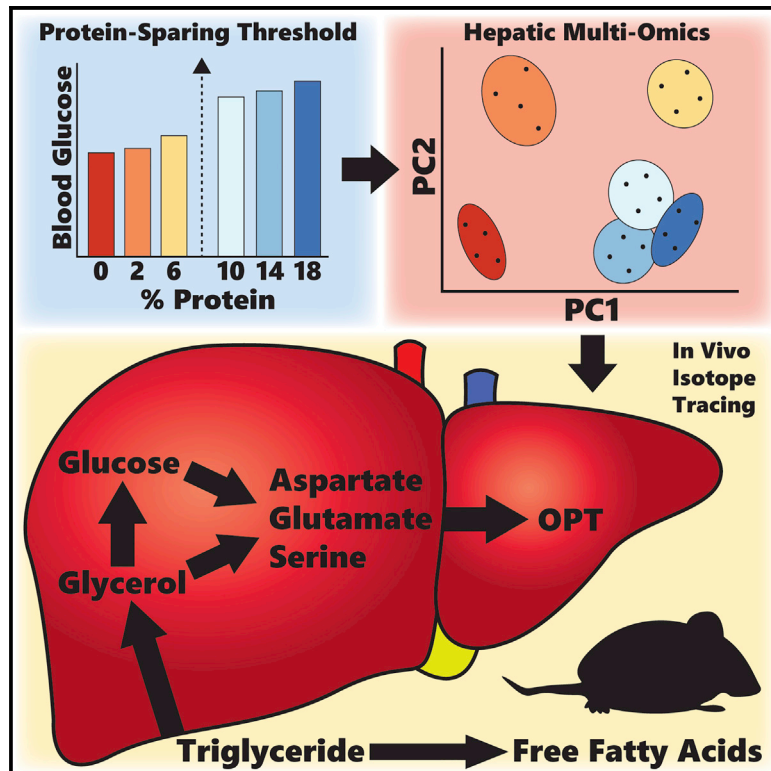 Protein-Sparing Threshold
Blood Glucose
0 2 6 10 14 18
% Protein
Hepatic Multi-Omics
PC2
PC1
In Vivo
Isotope
Tracing
Glucose
Glycerol
Aspartate
Glutamate
Serine
OPT
Triglyceride
Free Fatty Acids